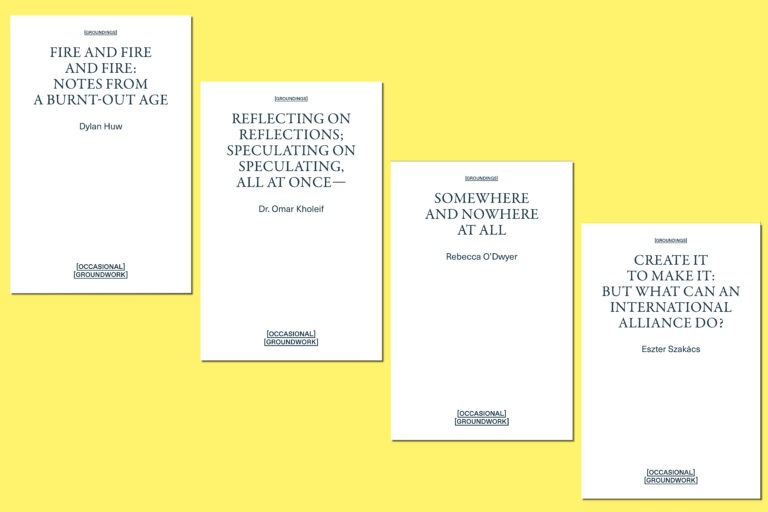 [GROUNDINGS]
FIRE AND FIRE
AND FIRE:
NOTES FROM
A BURNT-OUT AGE
Dylan Huw
[OCCASIONAL]
[GROUNDWORK]
[GROUNDINGS]
REFLECTING ON
REFLECTIONS;
SPECULATING ON
SPECULATING,
ALL AT ONCE—
Dr. Omar Kholeif
[OCCASIONAL]
[GROUNDWORK]
[GROUNDINGS]
SOMEWHERE
AND NOWHERE
AT ALL
Rebecca O'Dwyer
[OCCASIONAL]
[GROUNDWORK]
[GROUNDINGS]
CREATE IT
TO MAKE IT:
BUT WHAT CAN AN
INTERNATIONAL
ALLIANCE DO?
Eszter Szakács
[OCCASIONAL]
[GROUNDWORK]